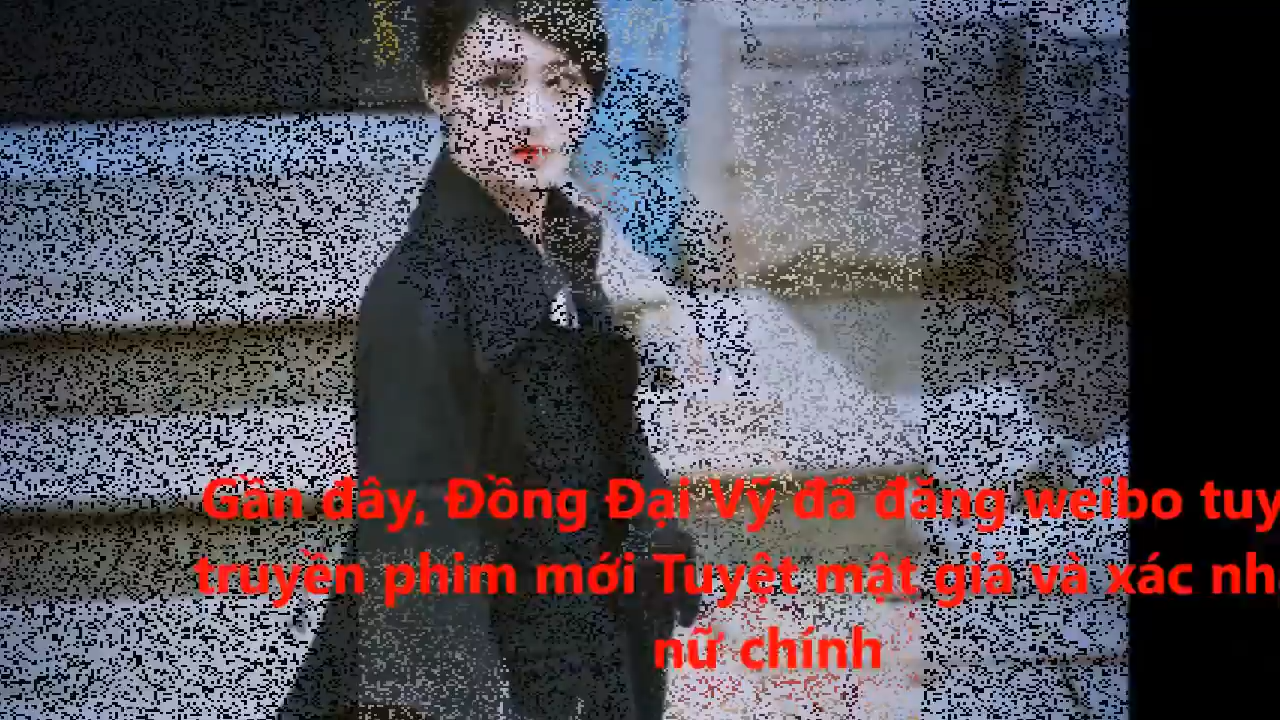 Gần đây, Đồng Đại Vỹ đã đăng weibo tuy
truyền phim mới Tuyệt mật giả và xác nh
nữ chính